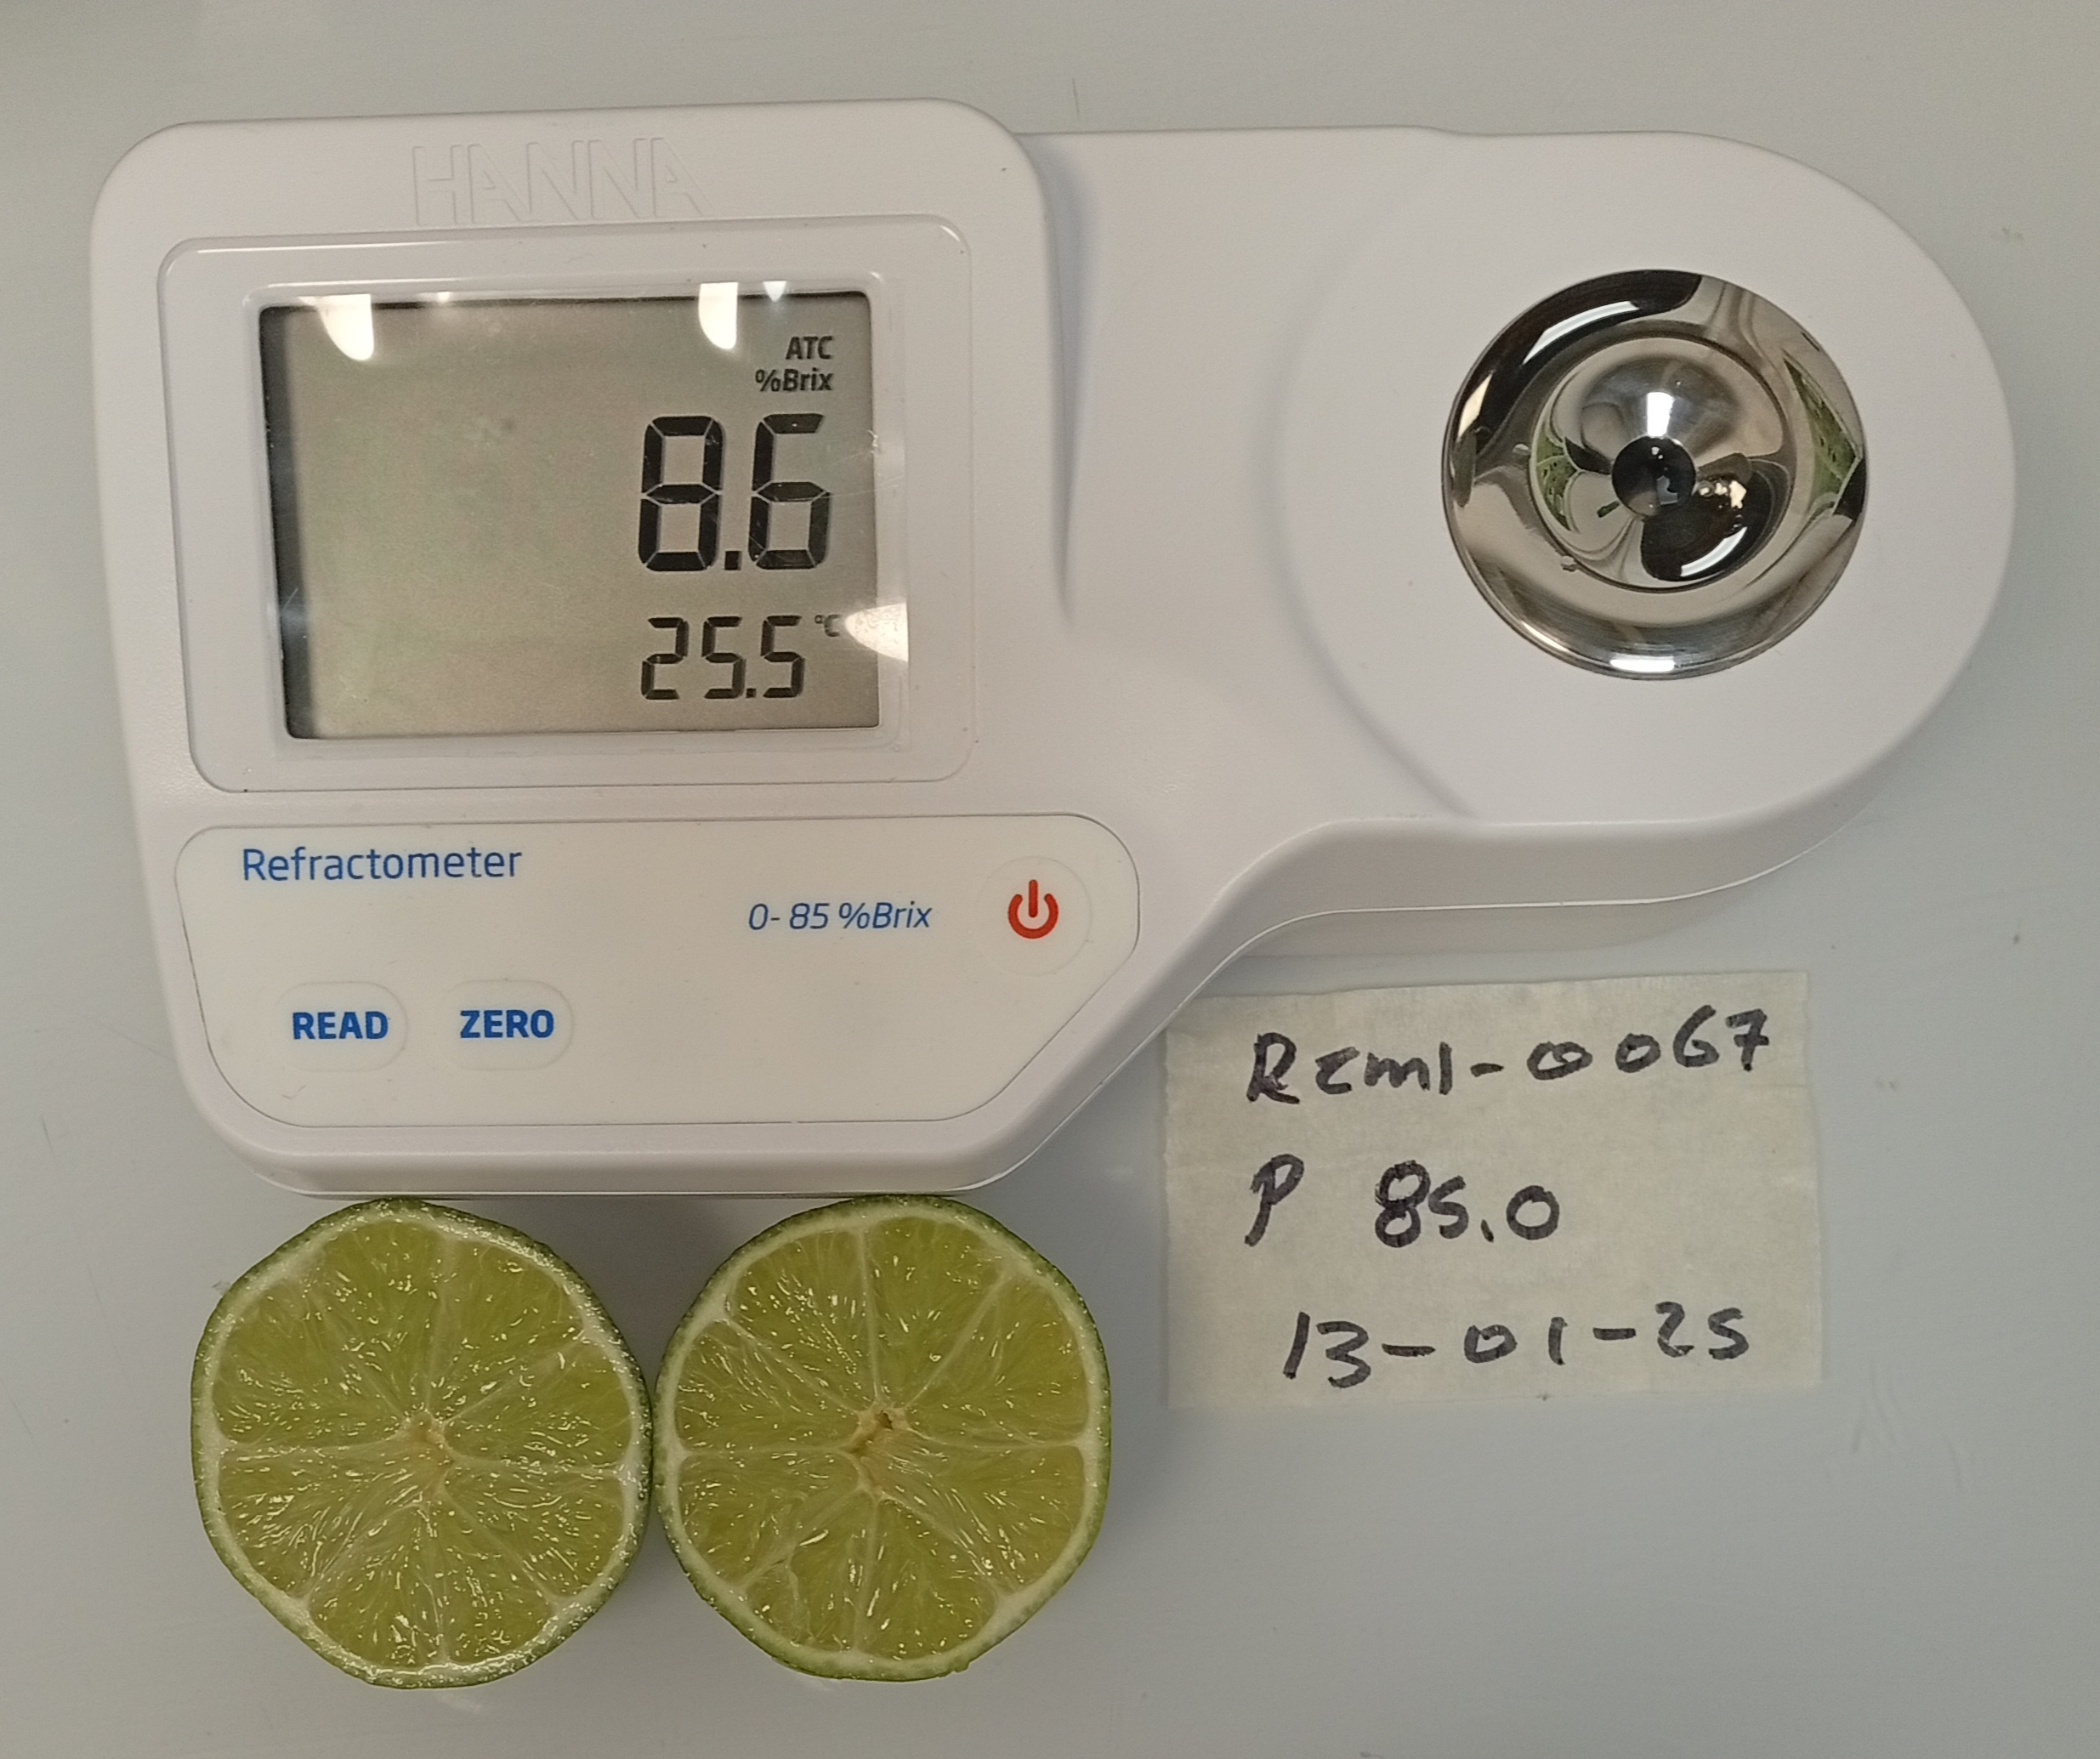 HANNA
ATC
%Brix
8.6
25.5 °C
Refractometer
0- 85 %Brix
READ ZERO
Rcml-0067
P 85.0
13-01-25